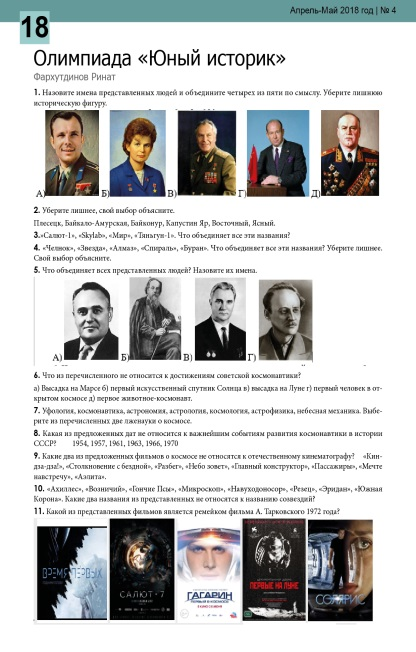 Апрель-Май 2018 год | № 4
18
Олимпиада «Юный историк»
Фархутдинов Ринат
1. Назовите имена представленных людей и объедините четырех из пяти по смыслу. Уберите лишнюю
историческую фигуру.
А) Б) В) Г) Д)
2. Уберите лишнее, свой выбор объясните.
Плесецк, Байкало-Амурская, Байконур, Капустин Яр, Восточный, Ясный.
3.«Салют-1», «Skylab», «Мир», «Тяньгун-1». Что объединяет все эти названия?
4. «Челнок», «Звезда», «Алмаз», «Спираль», «Буран». Что объединяет все эти названия? Уберите лишнее.
Свой выбор объясните.
5. Что объединяет всех представленных людей? Назовите их имена.
А) Б) В) Г)
6. Что из перечисленного не относится к достижениям советской космонавтики?
а) Высадка на Марсе б) первый искусственный спутник Солнца в) высадка на Луне г) первый человек в от-
крытом космосе д) первое животное-космонавт.
7. Уфология, космонавтика, астрономия, астрология, космология, астрофизика, небесная механика. Выбе-
рите из перечисленных две лженауки о космосе.
8. Какая из предложенных дат не относится к важнейшим событиям развития космонавтики в истории
СССР? 1954, 1957, 1961, 1963, 1966, 1970
9. Какие два из предложенных фильмов о космосе не относятся к отечественному кинематографу? «Кин-
дза-дза!», «Столкновение с бездной», «Разбег», «Небо зовет», «Главный конструктор», «Пассажиры», «Мечте
навстречу», «Аэлита».
10. «Ахиллес», «Возничий», «Гончие Псы», «Микроскоп», «Навуходоносор», «Резец», «Эридан», «Южная
Корона». Какие два названия из представленных не относятся к названию созвездий?
11. Какой из представленных фильмов является ремейком фильма А. Тарковского 1972 года?
ВРЕМЯ ПЕРВЫХ
САЛЮТ·7
ГАГАРИН
ПЕРВЫЙ В КОСМОСЕ
ПЕРВЫЕ НА ЛУНЕ
СОЛЯРИС